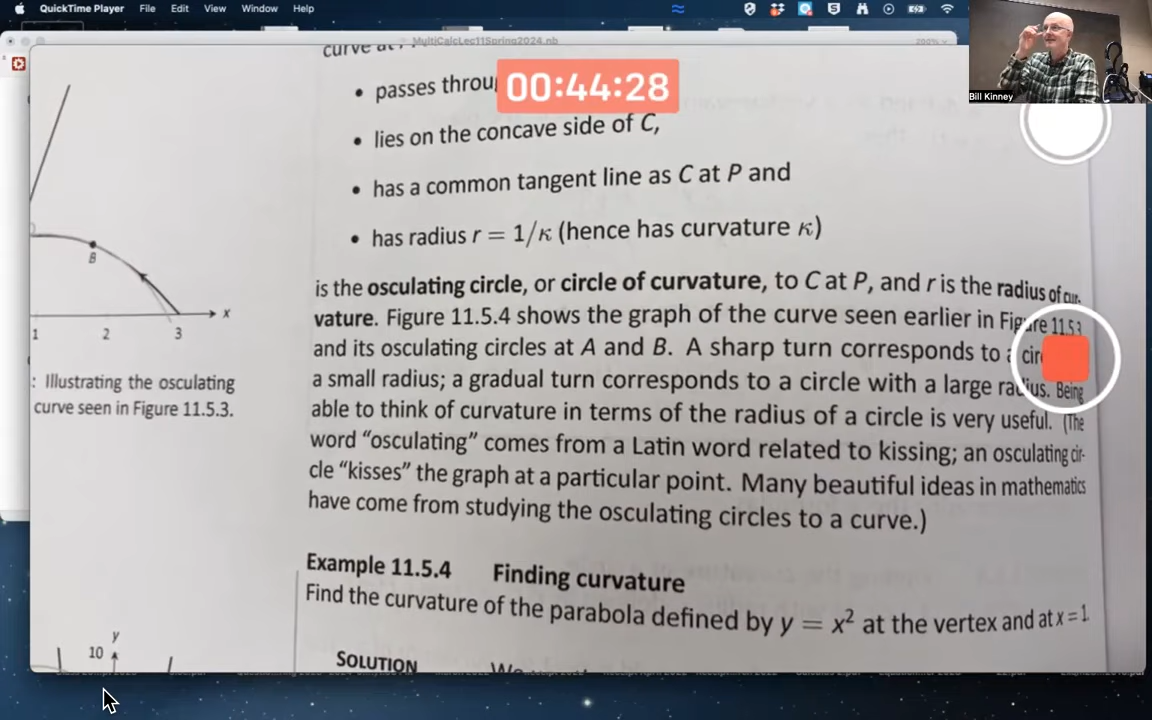 QuickTime Player File Edit View Window Help
MultiCalcLec11Spring2024.nb
200%
Bill Kinney
00:44:28
curve at
• passes throu
• lies on the concave side of C,
• has a common tangent line as C at P and
• has radius r = 1/κ (hence has curvature κ)
is the osculating circle, or circle of curvature, to C at P, and r is the radius of cur-
vature. Figure 11.5.4 shows the graph of the curve seen earlier in Figure 11.5.3
and its osculating circles at A and B. A sharp turn corresponds to a cir
a small radius; a gradual turn corresponds to a circle with a large radius. Being
able to think of curvature in terms of the radius of a circle is very useful. (The
word “osculating” comes from a Latin word related to kissing; an osculating cir-
cle “kisses” the graph at a particular point. Many beautiful ideas in mathematics
have come from studying the osculating circles to a curve.)
Example 11.5.4 Finding curvature
Find the curvature of the parabola defined by y = x² at the vertex and at x = 1.
SOLUTION
B
x
1 2 3
: Illustrating the osculating
curve seen in Figure 11.5.3.
y
10